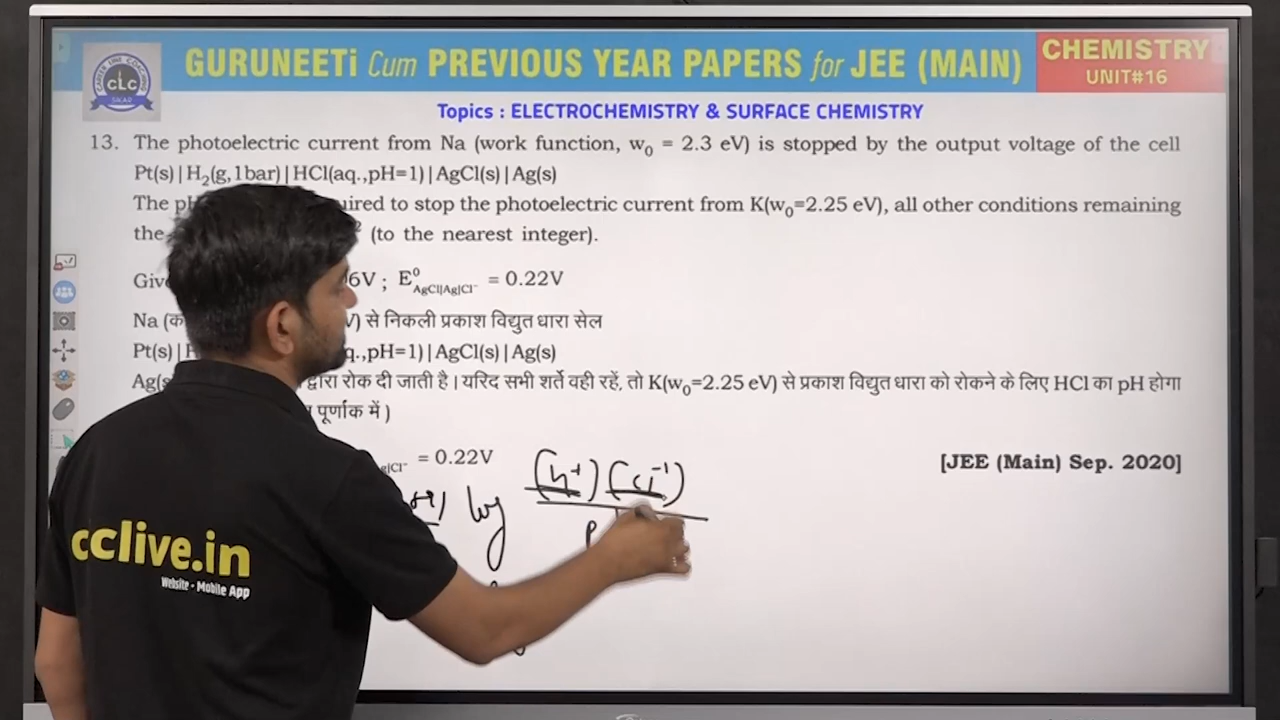 GURUNEETi Cum PREVIOUS YEAR PAPERS for JEE (MAIN)
CHEMISTRY
UNIT#16
CLC
SIKAR
Topics : ELECTROCHEMISTRY & SURFACE CHEMISTRY
13. The photoelectric current from Na (work function, w₀ = 2.3 eV) is stopped by the output voltage of the cell
Pt(s)|H₂(g,1bar)|HCl(aq.,pH=1)|AgCl(s)|Ag(s)
The to stop the photoelectric current from K(w₀=2.25 eV), all other conditions remaining
the (to the nearest integer).
6V ; E⁰AgCl|Ag|Cl⁻ = 0.22V
Na से निकली प्रकाश विद्युत धारा सेल
Pt(s)| pH=1)|AgCl(s)|Ag(s)
द्वारा रोक दी जाती है। यरिद सभी शर्ते वही रहें, तो K(w₀=2.25 eV) से प्रकाश विद्युत धारा को रोकने के लिए HCl का pH होगा
पूर्णाक में)
= 0.22V
[JEE (Main) Sep. 2020]
log (H⁺) (Cl⁻¹)
P
cclive.in
Website - Mobile App